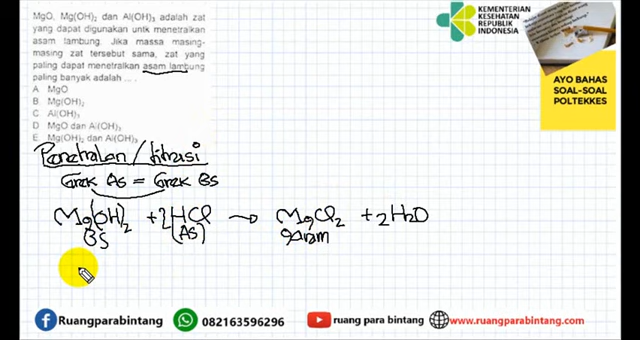 MgO, Mg(OH)₂ dan Al(OH)₃ adalah zat
yang dapat digunakan untk menetralkan
asam lambung. Jika massa masing-
masing zat tersebut sama, zat yang
paling dapat menetralkan asam lambung
paling banyak adalah ....
A MgO
B. Mg(OH)₂
C Al(OH)₃
D MgO dan Al(OH)₃
E. Mg(OH)₂ dan Al(OH)₃
Penetralan / titrasi
Grek AS = Grek BS
Mg(OH)₂ + 2HCl → MgCl₂ + 2H₂O
BS (AS) garam
KEMENTERIAN
KESEHATAN
REPUBLIK
INDONESIA
AYO BAHAS
SOAL-SOAL
POLTEKKES
Ruangparabintang 082163596296 ruang para bintang www.ruangparabintang.com